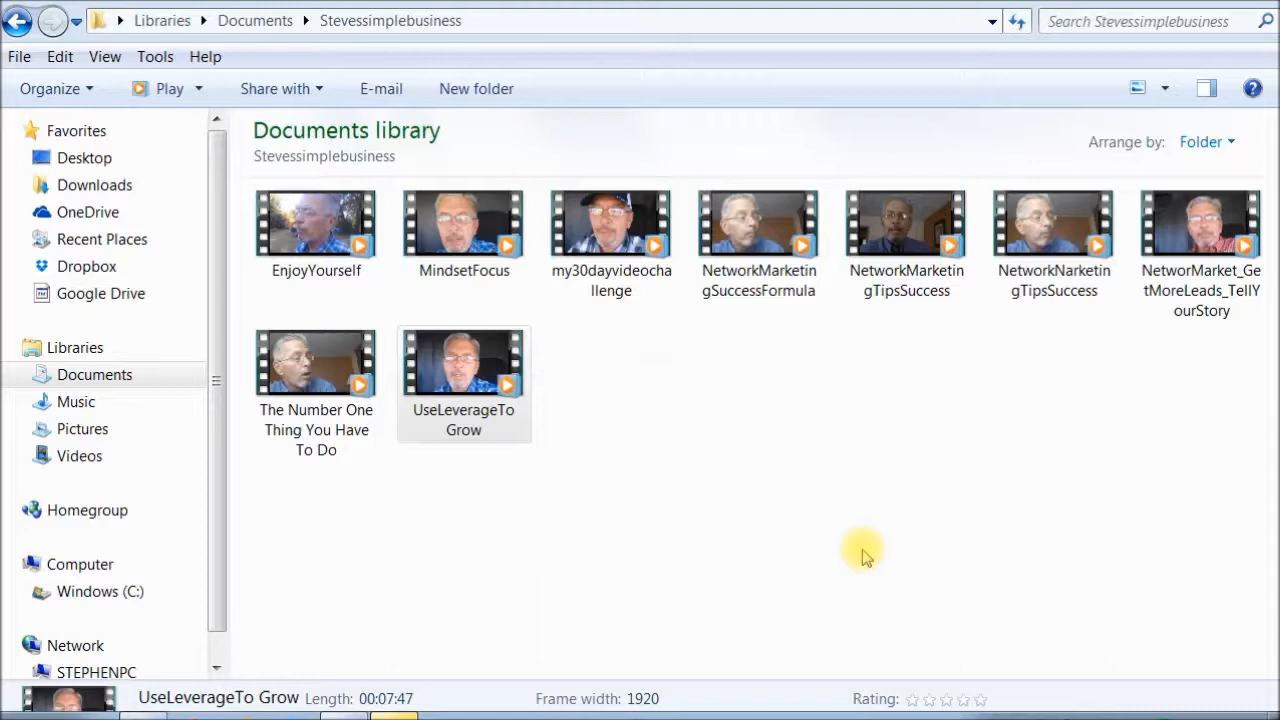 Libraries Documents Stevessimplebusiness
Search Stevessimplebusiness
File Edit View Tools Help
Organize Play Share with E-mail New folder
Favorites
Desktop
Downloads
OneDrive
Recent Places
Dropbox
Google Drive
Libraries
Documents
Music
Pictures
Videos
Homegroup
Computer
Windows (C:)
Network
STEPHENPC
Documents library
Stevessimplebusiness
Arrange by: Folder
EnjoyYourself
MindsetFocus
my30dayvideocha
llenge
NetworkMarketin
gSuccessFormula
NetworkMarketin
gTipsSuccess
NetworkNarketin
gTipsSuccess
NetworMarket_Ge
tMoreLeads_TellY
ourStory
The Number One
Thing You Have
To Do
UseLeverageTo
Grow
UseLeverageTo Grow Length: 00:07:47 Frame width: 1920 Rating: